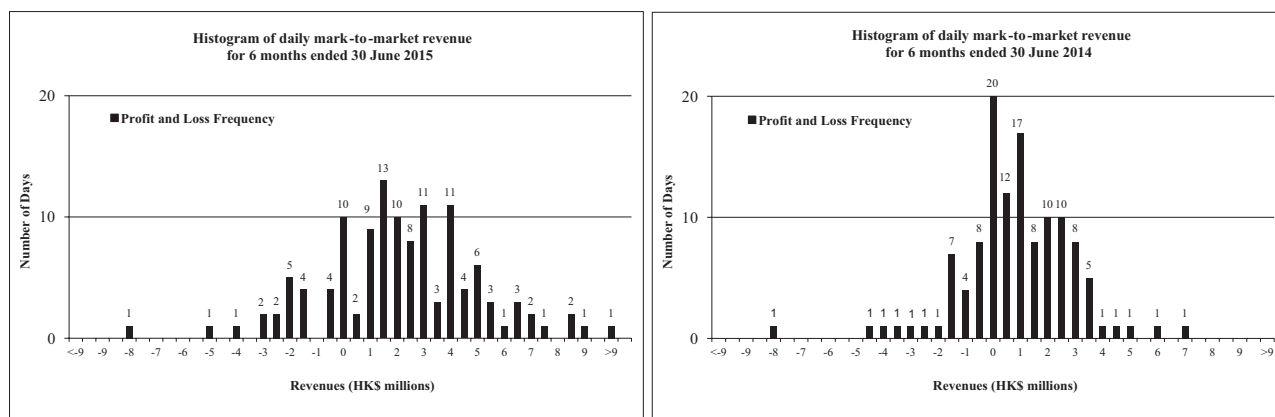 Histogram of daily mark-to-market revenue
for 6 months ended 30 June 2015
20
10
0
Number of Days
Profit and Loss Frequency
1 1 1 2 2 5 4 4 10 2 9 13 10 8 11 3 11 4 6 3 1 3 2 1 2 1 1
<-9 -9 -8 -7 -6 -5 -4 -3 -2 -1 0 1 2 3 4 5 6 7 8 9 >9
Revenues (HK$ millions)
Histogram of daily mark-to-market revenue
for 6 months ended 30 June 2014
20
10
0
Number of Days
Profit and Loss Frequency
1 1 1 1 1 1 1 7 4 8 20 12 17 8 10 10 8 5 1 1 1 1 1
<-9 -9 -8 -7 -6 -5 -4 -3 -2 -1 0 1 2 3 4 5 6 7 8 9 >9
Revenues (HK$ millions)